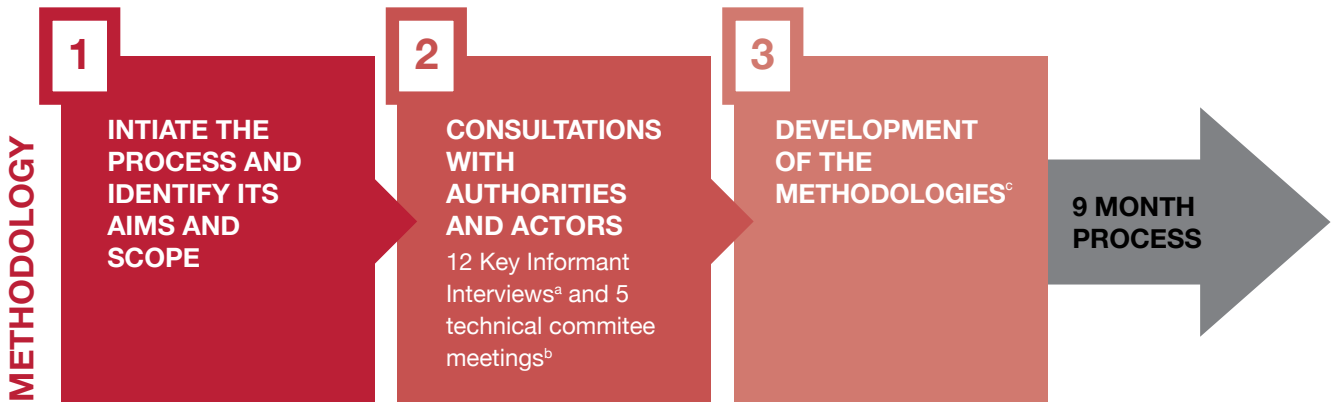 METHODOLOGY
1
INTIATE THE
PROCESS AND
IDENTIFY ITS
AIMS AND
SCOPE
2
CONSULTATIONS
WITH
AUTHORITIES
AND ACTORS
12 Key Informant
Interviewsᵃ and 5
technical commitee
meetingsᵇ
3
DEVELOPMENT
OF THE
METHODOLOGIESᶜ
9 MONTH
PROCESS